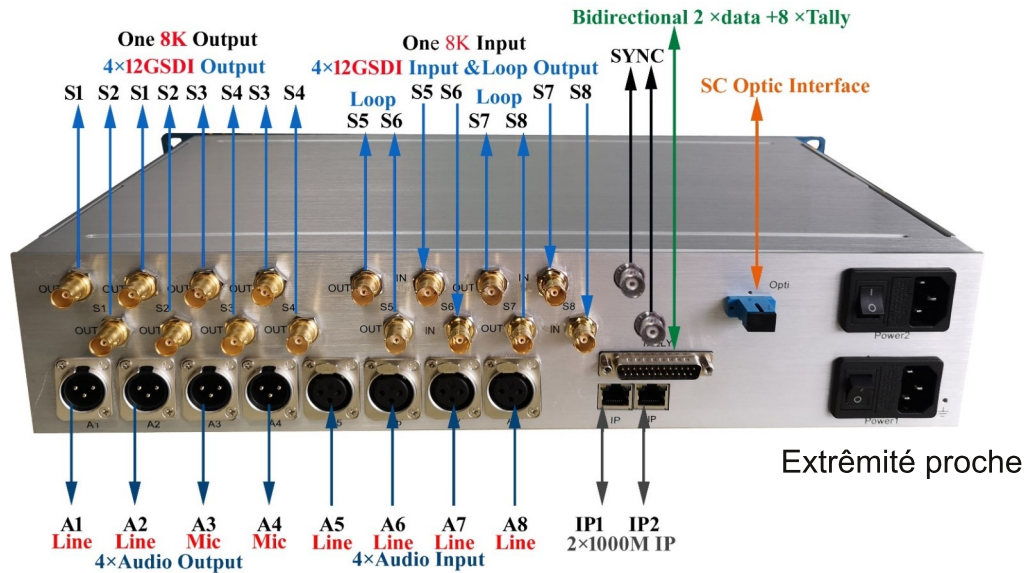 Bidirectional 2 ×data +8 ×Tally
One 8K Output
One 8K Input
4×12GSDI Output
4×12GSDI Input &Loop Output
SYNC
SC Optic Interface
S1 S2 S1 S2 S3 S4 S3 S4
Loop S5 S6 Loop S7 S8
S5 S6 S7 S8
Opti
OUT OUT OUT OUT OUT IN OUT IN
S1 S2 S3 S4 S5 S6 S7 S8
OUT OUT OUT OUT OUT IN OUT IN
Power2
A1 A2 A3 A4
IP IP
Power1
Extrêmité proche
A1 A2 A3 A4 A5 A6 A7 A8 IP1 IP2
Line Line Mic Mic Line Line Line Line
2×1000M IP
4×Audio Output 4×Audio Input